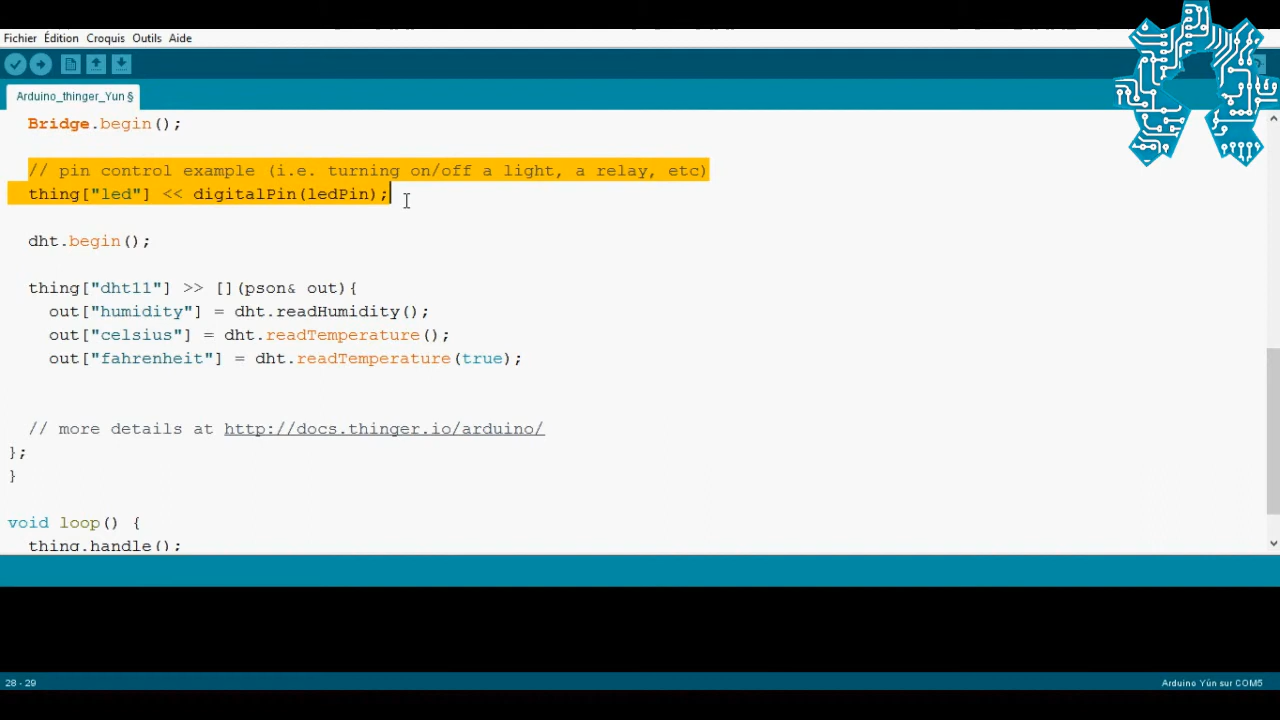 Fichier Édition Croquis Outils Aide
Arduino_thinger_Yun §
Bridge.begin();
// pin control example (i.e. turning on/off a light, a relay, etc)
thing["led"] << digitalPin(ledPin);
dht.begin();
thing["dht11"] >> [](pson& out){
out["humidity"] = dht.readHumidity();
out["celsius"] = dht.readTemperature();
out["fahrenheit"] = dht.readTemperature(true);
// more details at http://docs.thinger.io/arduino/
};
}
void loop() {
thing.handle();
28 - 29
Arduino Yún sur COM5